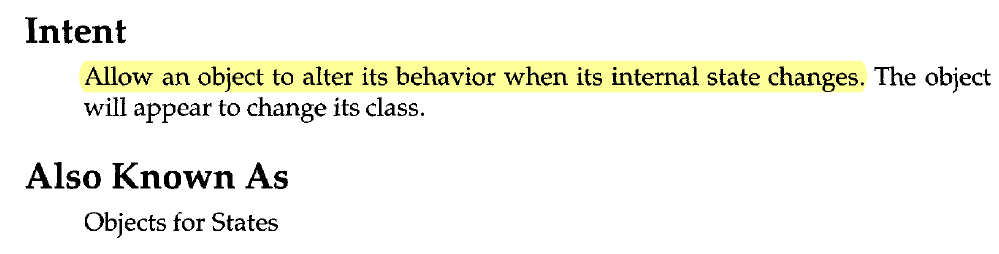 Intent
Allow an object to alter its behavior when its internal state changes. The object
will appear to change its class.
Also Known As
Objects for States